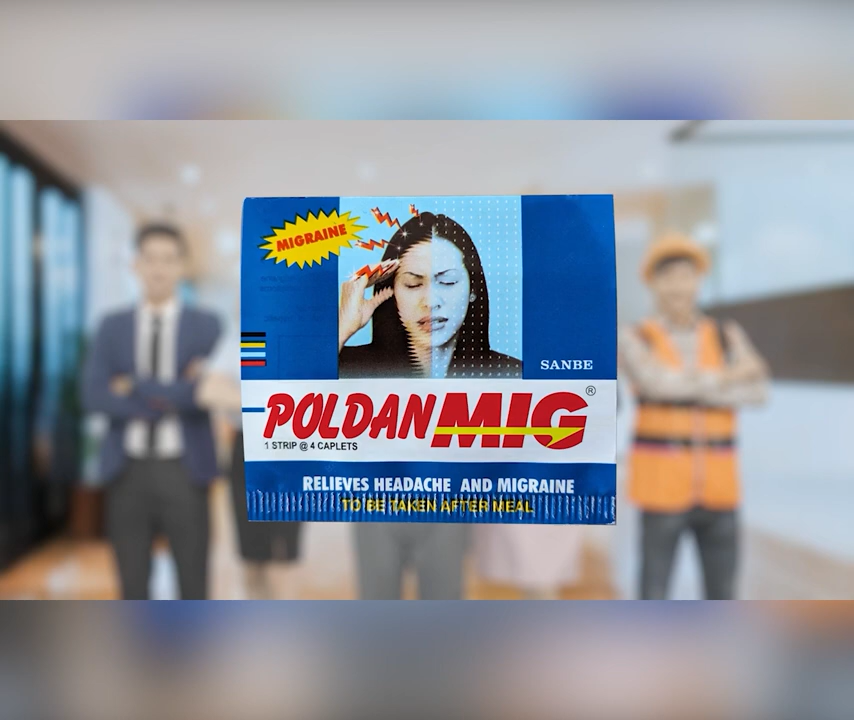 MIGRAINE
SANBE
POLDANMIG®
1 STRIP @ 4 CAPLETS
RELIEVES HEADACHE AND MIGRAINE
TO BE TAKEN AFTER MEAL